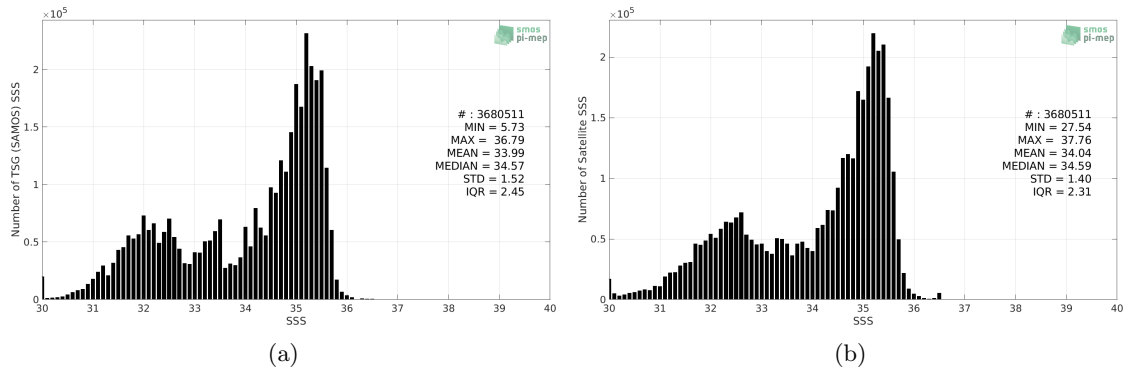 ×10⁵
smos
pi-mep
Number of TSG (SAMOS) SSS
2
1.5
1
0.5
0
# : 3680511
MIN = 5.73
MAX = 36.79
MEAN = 33.99
MEDIAN = 34.57
STD = 1.52
IQR = 2.45
30 31 32 33 34 35 36 37 38 39 40
SSS
(a)
×10⁵
smos
pi-mep
Number of Satellite SSS
2
1.5
1
0.5
0
# : 3680511
MIN = 27.54
MAX = 37.76
MEAN = 34.04
MEDIAN = 34.59
STD = 1.40
IQR = 2.31
30 31 32 33 34 35 36 37 38 39 40
SSS
(b)